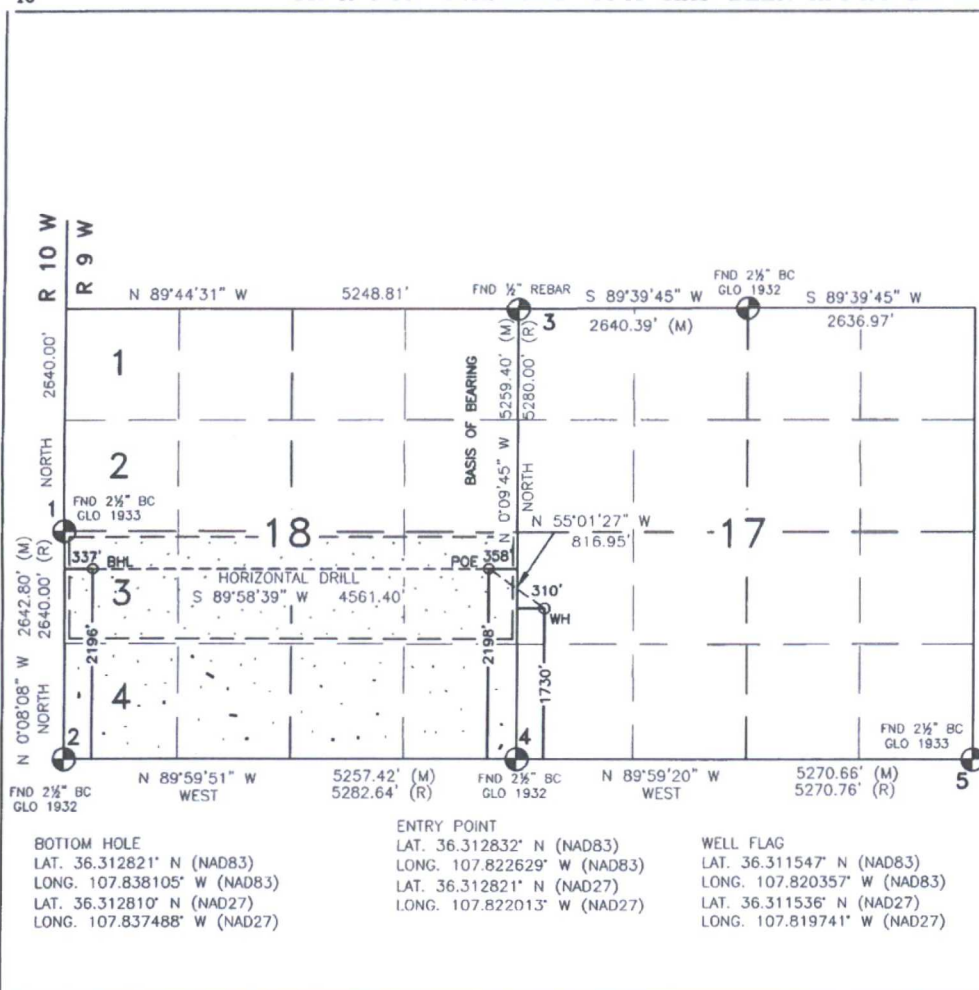 R 10 W
R 9 W
N 89°44'31" W 5248.81'
FND ½" REBAR
S 89°39'45" W
FND 2½" BC
GLO 1932
S 89°39'45" W
2640.39' (M)
2636.97'
3
2640.00'
NORTH
1
2
BASIS OF BEARING
N 0°09'45" W
5259.40' (M)
5280.00' (R)
NORTH
1
FND 2½" BC
GLO 1933
18
17
N 55°01'27" W
816.95'
337' BHL
POE 358'
310'
WH
HORIZONTAL DRILL
S 89°58'39" W 4561.40'
3
2642.80' (M)
2640.00' (R)
N 0°08'08" W
NORTH
2196'
2198'
1730'
4
2
4
FND 2½" BC
GLO 1933
5
FND 2½" BC
GLO 1932
N 89°59'51" W
WEST
5257.42' (M)
5282.64' (R)
FND 2½" BC
GLO 1932
N 89°59'20" W
WEST
5270.66' (M)
5270.76' (R)
BOTTOM HOLE
LAT. 36.312821° N (NAD83)
LONG. 107.838105° W (NAD83)
LAT. 36.312810° N (NAD27)
LONG. 107.837488° W (NAD27)
ENTRY POINT
LAT. 36.312832° N (NAD83)
LONG. 107.822629° W (NAD83)
LAT. 36.312821° N (NAD27)
LONG. 107.822013° W (NAD27)
WELL FLAG
LAT. 36.311547° N (NAD83)
LONG. 107.820357° W (NAD83)
LAT. 36.311536° N (NAD27)
LONG. 107.819741° W (NAD27)